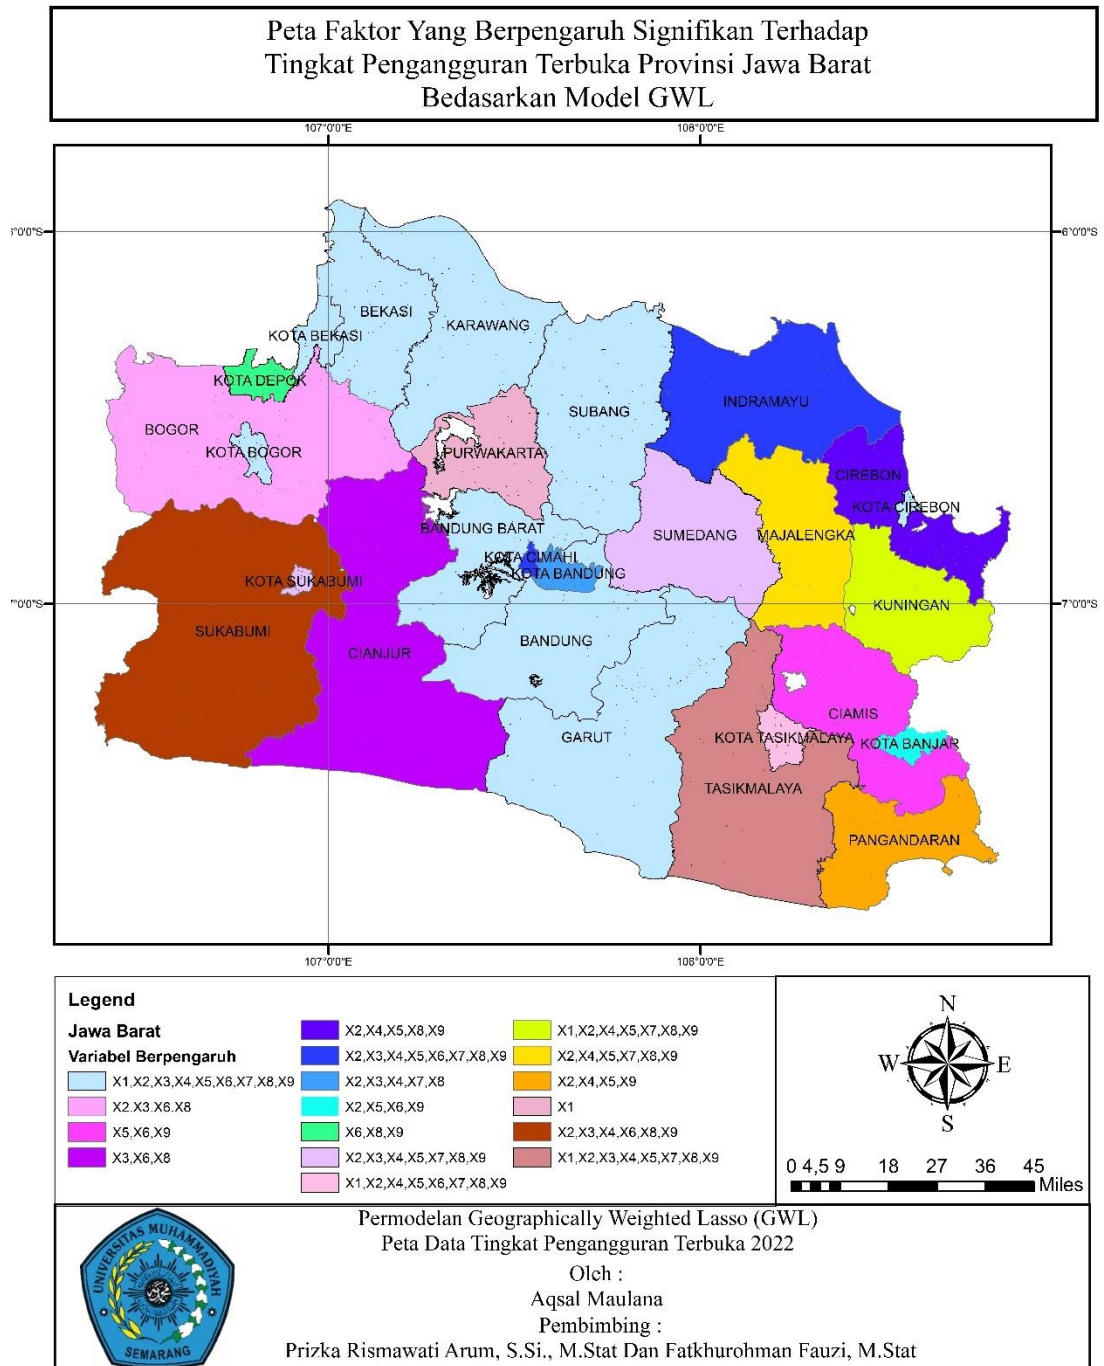 Peta Faktor Yang Berpengaruh Signifikan Terhadap
Tingkat Pengangguran Terbuka Provinsi Jawa Barat
Bedasarkan Model GWL
107°0'0"E
108°0'0"E
6°0'0"S
BEKASI
KARAWANG
KOTA BEKASI
KOTA DEPOK
SUBANG
INDRAMAYU
BOGOR
KOTA BOGOR
PURWAKARTA
CIREBON
KOTA CIREBON
BANDUNG BARAT
SUMEDANG
MAJALENGKA
KOTA CIMAHI
KOTA BANDUNG
KOTA SUKABUMI
7°0'0"S
KUNINGAN
SUKABUMI
CIANJUR
BANDUNG
CIAMIS
GARUT
KOTA TASIKMALAYA
KOTA BANJAR
TASIKMALAYA
PANGANDARAN
107°0'0"E
108°0'0"E
Legend
Jawa Barat
Variabel Berpengaruh
X1,X2,X3,X4,X5,X6,X7,X8,X9
X2.X3.X6.X8
X5,X6,X9
X3,X6,X8
X2,X4,X5,X8,X9
X2,X3,X4,X5,X6,X7,X8,X9
X2,X3,X4,X7,X8
X2,X5,X6,X9
X6,X8,X9
X2,X3,X4,X5,X7,X8,X9
X1,X2,X4,X5,X6,X7,X8,X9
X1,X2,X4,X5,X7,X8,X9
X2,X4,X5,X7,X8,X9
X2,X4,X5,X9
X1
X2,X3,X4,X6,X8,X9
X1,X2,X3,X4,X5,X7,X8,X9
N
W E
S
0 4,5 9 18 27 36 45
Miles
UNIVERSITAS MUHAMMADIYAH
SEMARANG
Permodelan Geographically Weighted Lasso (GWL)
Peta Data Tingkat Pengangguran Terbuka 2022
Oleh :
Aqsal Maulana
Pembimbing :
Prizka Rismawati Arum, S.Si., M.Stat Dan Fatkhurohman Fauzi, M.Stat